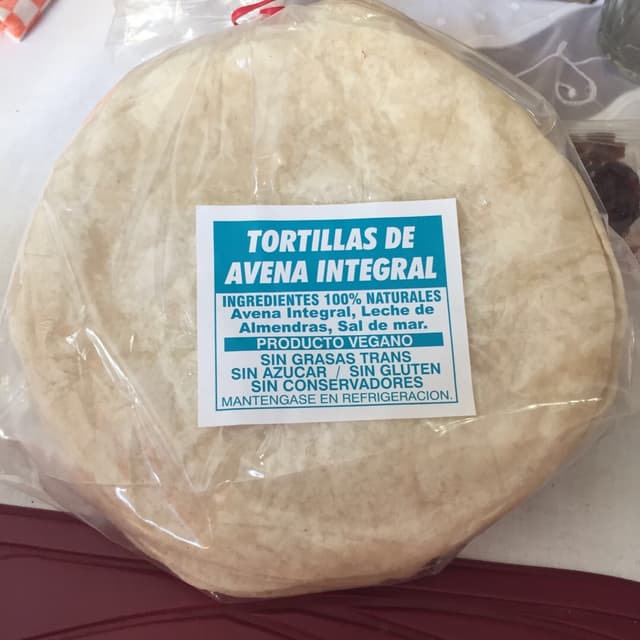 TORTILLAS DE
AVENA INTEGRAL
INGREDIENTES 100% NATURALES
Avena Integral, Leche de
Almendras, Sal de mar.
PRODUCTO VEGANO
SIN GRASAS TRANS
SIN AZUCAR / SIN GLUTEN
SIN CONSERVADORES
MANTENGASE EN REFRIGERACION.